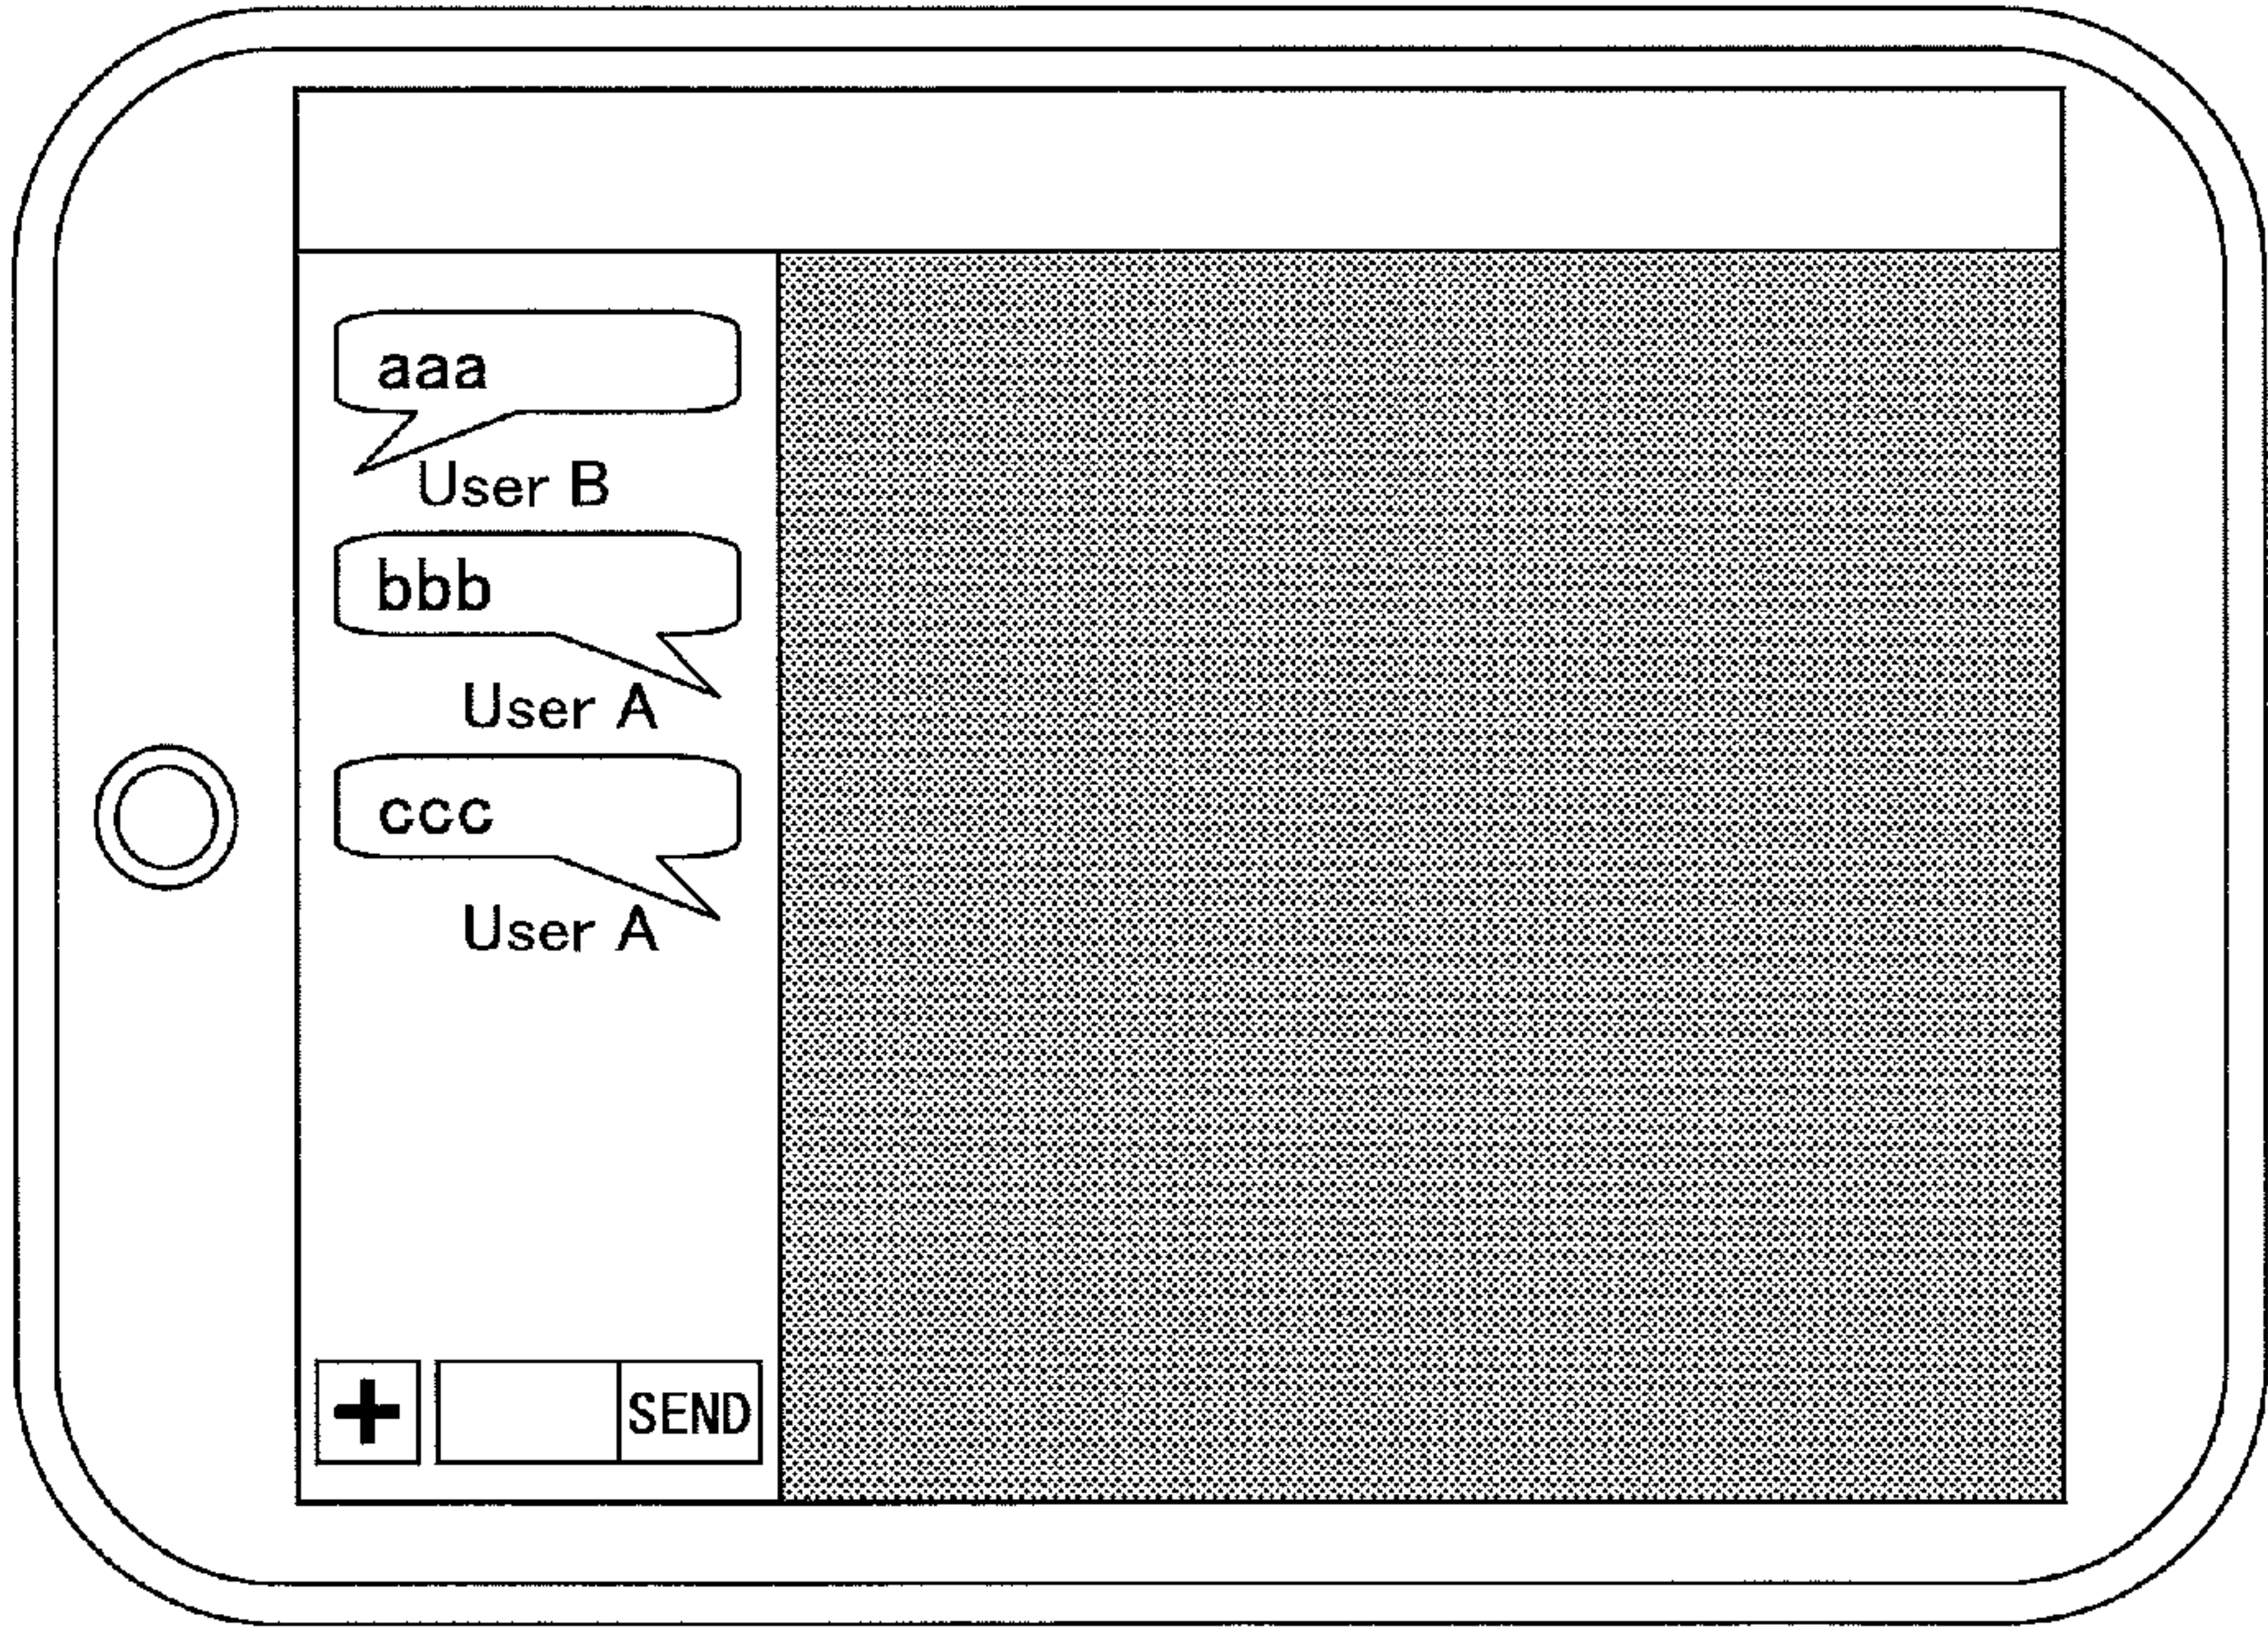 aaa
User B
bbb
User A
ccc
User A
+ SEND